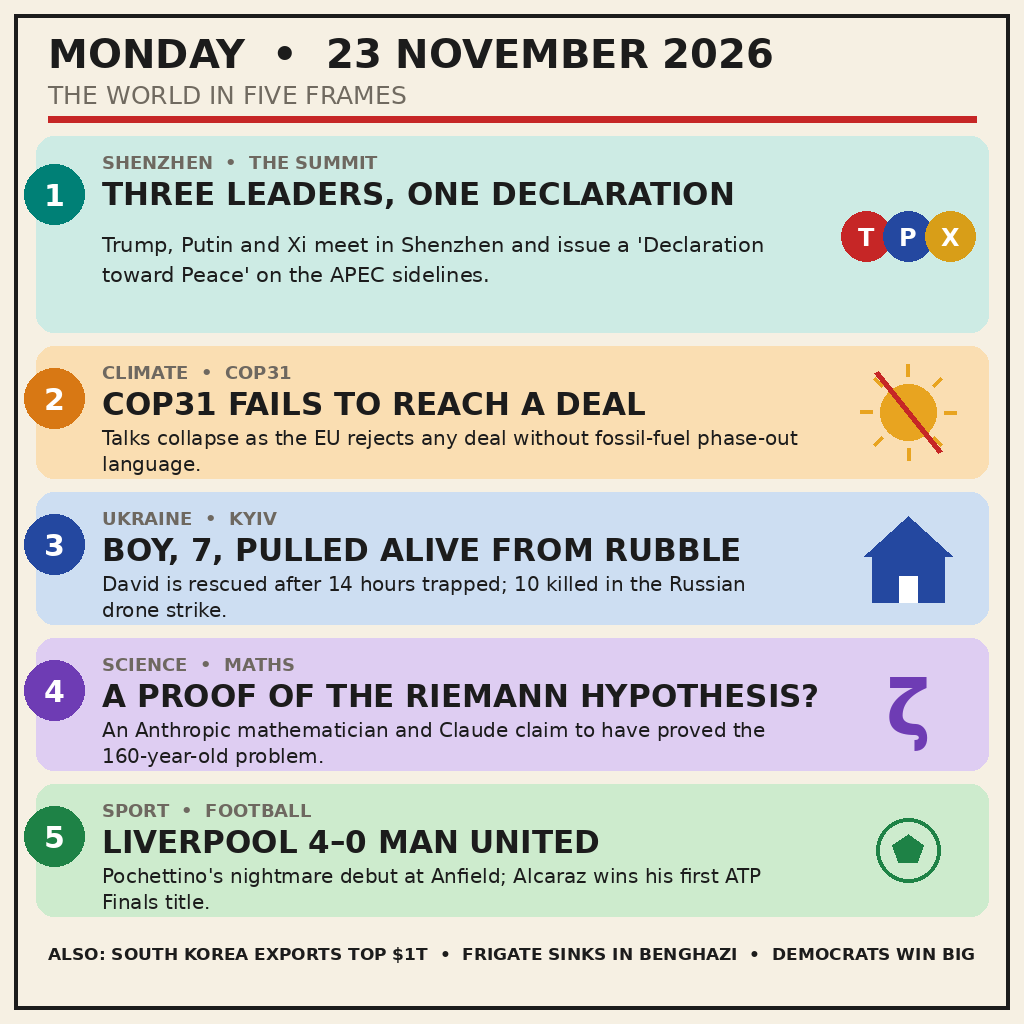 MONDAY • 23 NOVEMBER 2026
THE WORLD IN FIVE FRAMES
1
SHENZHEN • THE SUMMIT
THREE LEADERS, ONE DECLARATION
Trump, Putin and Xi meet in Shenzhen and issue a 'Declaration
toward Peace' on the APEC sidelines.
T P X
2
CLIMATE • COP31
COP31 FAILS TO REACH A DEAL
Talks collapse as the EU rejects any deal without fossil-fuel phase-out
language.
3
UKRAINE • KYIV
BOY, 7, PULLED ALIVE FROM RUBBLE
David is rescued after 14 hours trapped; 10 killed in the Russian
drone strike.
4
SCIENCE • MATHS
A PROOF OF THE RIEMANN HYPOTHESIS?
An Anthropic mathematician and Claude claim to have proved the
160-year-old problem.
ζ
5
SPORT • FOOTBALL
LIVERPOOL 4–0 MAN UNITED
Pochettino's nightmare debut at Anfield; Alcaraz wins his first ATP
Finals title.
ALSO: SOUTH KOREA EXPORTS TOP $1T • FRIGATE SINKS IN BENGHAZI • DEMOCRATS WIN BIG